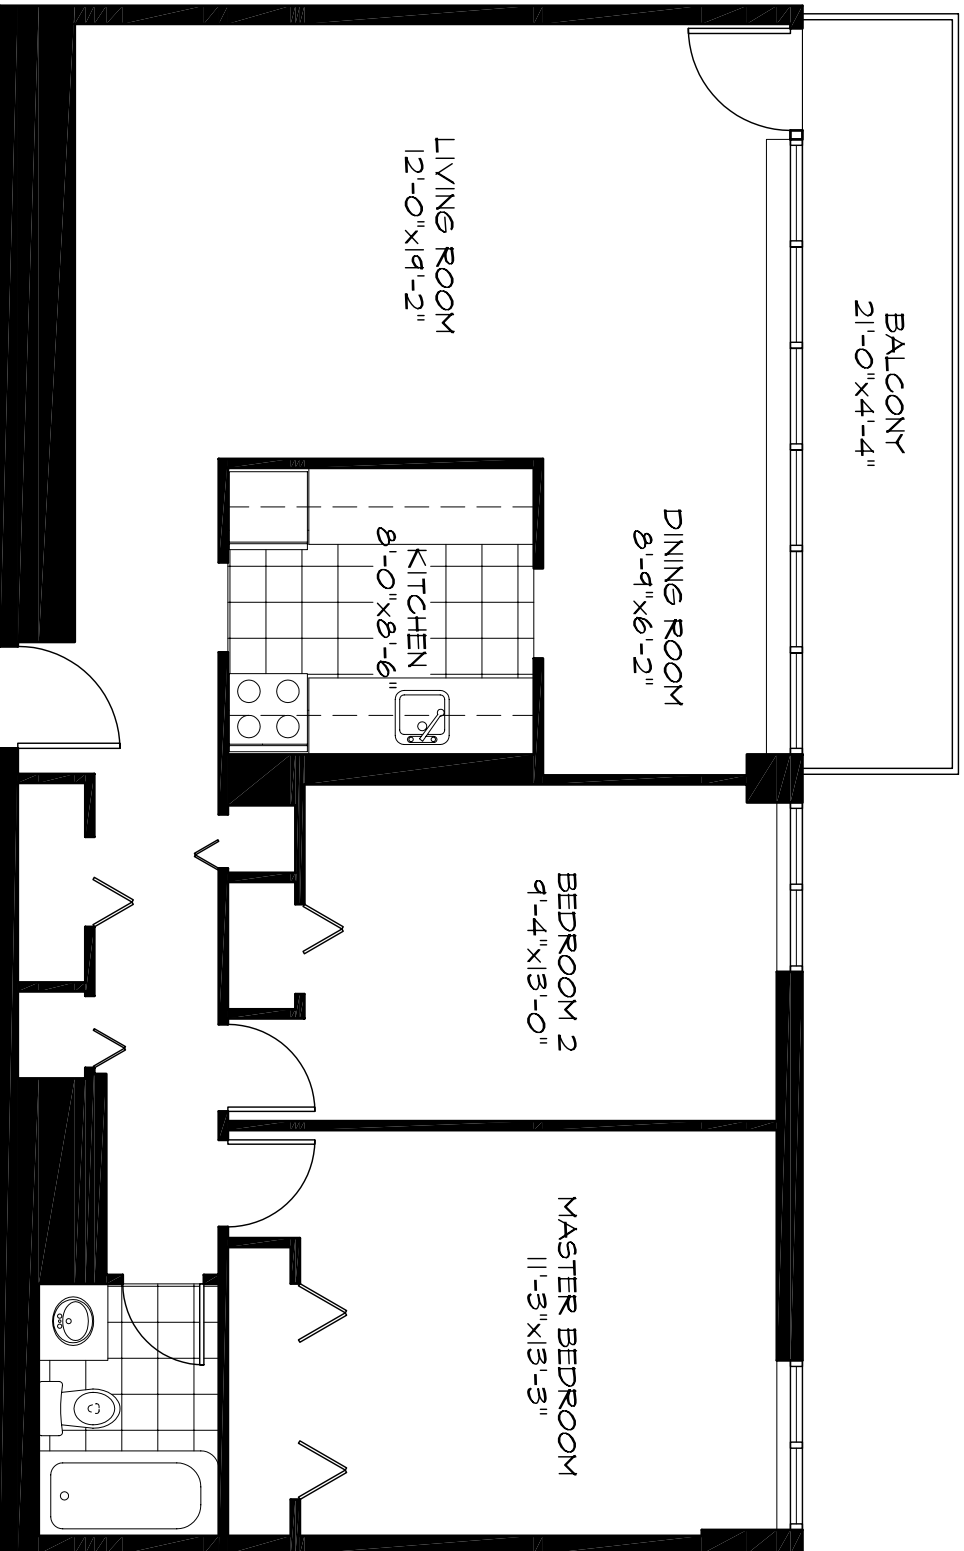 BALCONY
21'-0"x4'-4"
LIVING ROOM
12'-0"x19'-2"
DINING ROOM
8'-9"x6'-2"
KITCHEN
8'-0"x8'-6"
BEDROOM 2
9'-4"x13'-0"
MASTER BEDROOM
11'-3"x13'-3"